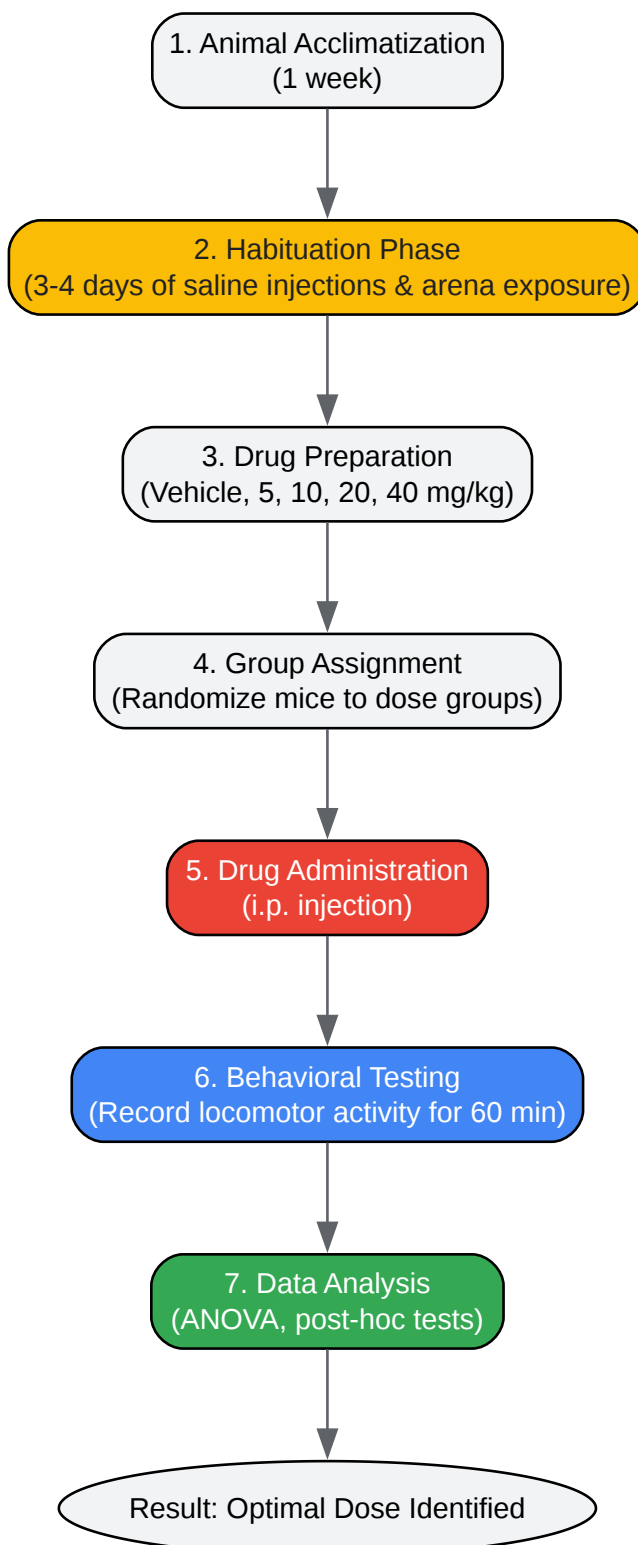 1. Animal Acclimatization
(1 week)
2. Habituation Phase
(3-4 days of saline injections & arena exposure)
3. Drug Preparation
(Vehicle, 5, 10, 20, 40 mg/kg)
4. Group Assignment
(Randomize mice to dose groups)
5. Drug Administration
(i.p. injection)
6. Behavioral Testing
(Record locomotor activity for 60 min)
7. Data Analysis
(ANOVA, post-hoc tests)
Result: Optimal Dose Identified